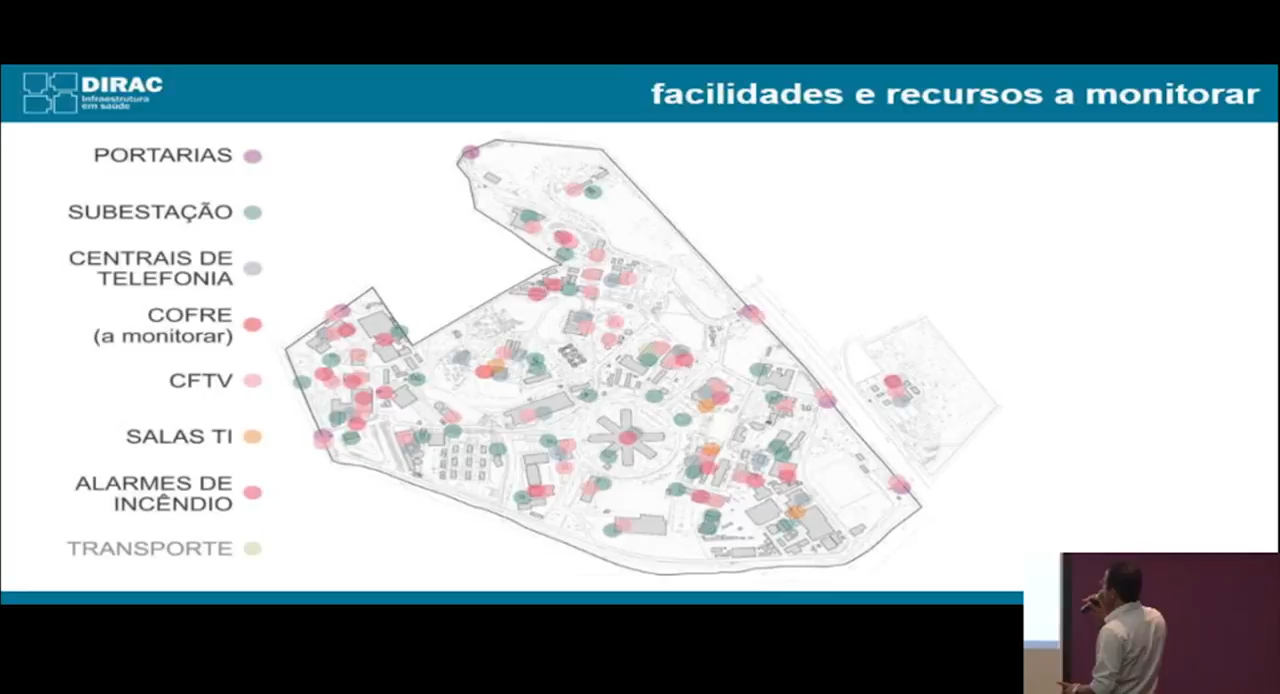 DIRAC
Infraestrutura
em saúde
facilidades e recursos a monitorar
PORTARIAS
SUBESTAÇÃO
CENTRAIS DE
TELEFONIA
COFRE
(a monitorar)
CFTV
SALAS TI
ALARMES DE
INCÊNDIO
TRANSPORTE